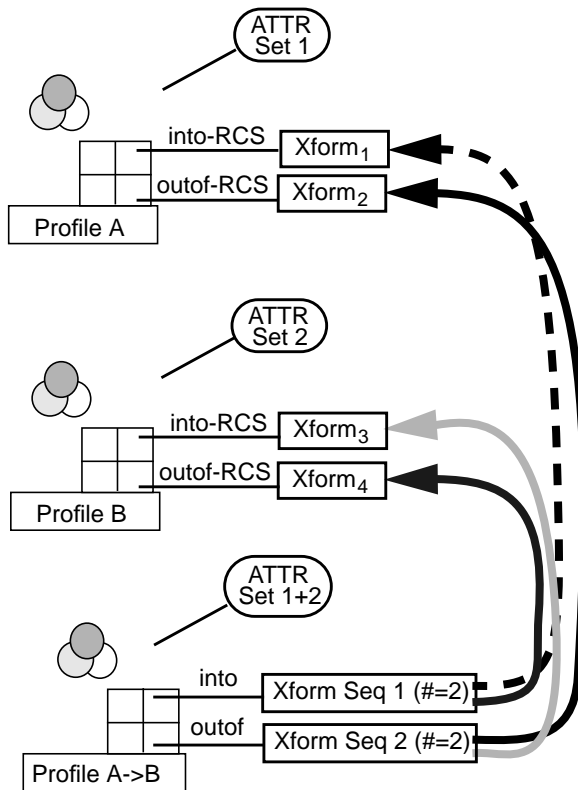 ATTR
Set 1
into-RCS
Xform1
outof-RCS
Xform2
Profile A
ATTR
Set 2
into-RCS
Xform3
outof-RCS
Xform4
Profile B
ATTR
Set 1+2
into
Xform Seq 1 (#=2)
outof
Xform Seq 2 (#=2)
Profile A->B